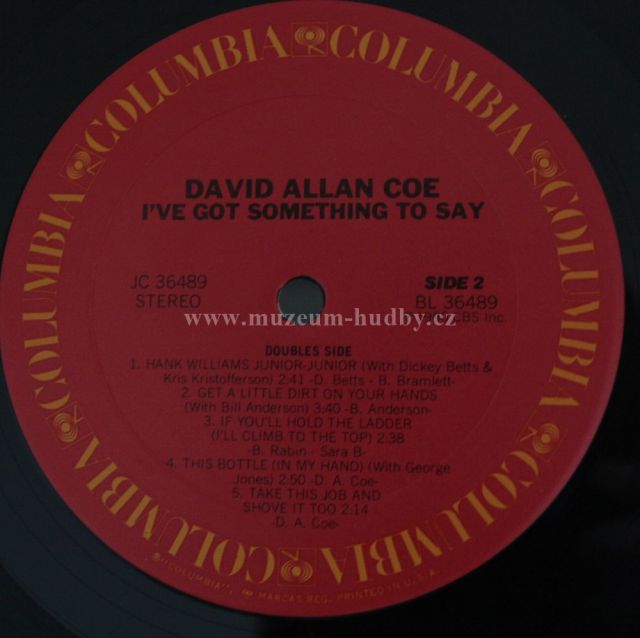 COLUMBIA COLUMBIA COLUMBIA COLUMBIA COLUMBIA COLUMBIA COLUMBIA
DAVID ALLAN COE
I'VE GOT SOMETHING TO SAY
JC 36489
STEREO
SIDE 2
BL 36489
CBS Inc.
www.muzeum-hudby.cz
DOUBLES SIDE
1. HANK WILLIAMS JUNIOR-JUNIOR (With Dickey Betts &
Kris Kristofferson) 2:41 -D. Betts - B. Bramlett-
2. GET A LITTLE DIRT ON YOUR HANDS
(With Bill Anderson) 3:40 -B. Anderson-
3. IF YOU'LL HOLD THE LADDER
(I'LL CLIMB TO THE TOP) 2:38
-B. Rabin - Sara B-
4. THIS BOTTLE (IN MY HAND) (With George
Jones) 2:50 -D. A. Coe-
5. TAKE THIS JOB AND
SHOVE IT TOO 2:14
-D. A. Coe-
"COLUMBIA", MARCAS REG. PRINTED IN U.S.A.